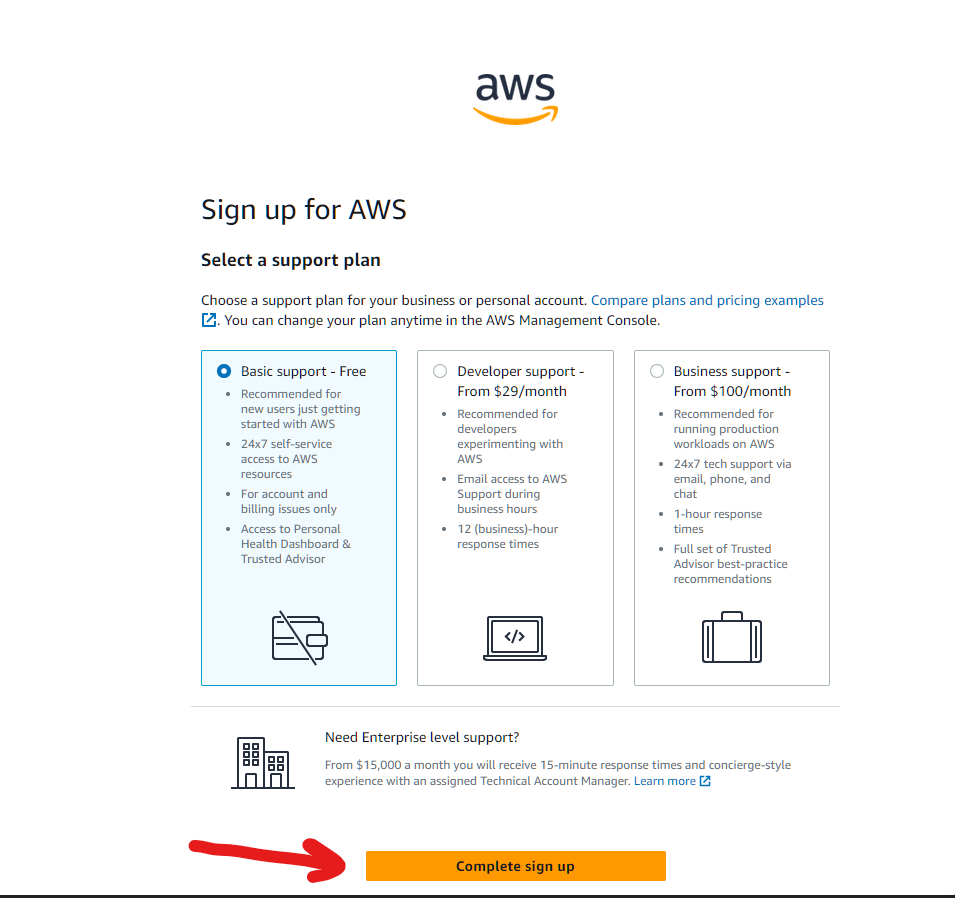 aws
Sign up for AWS
Select a support plan
Choose a support plan for your business or personal account. Compare plans and pricing examples
. You can change your plan anytime in the AWS Management Console.
Basic support - Free
Recommended for
new users just getting
started with AWS
24x7 self-service
access to AWS
resources
For account and
billing issues only
Access to Personal
Health Dashboard &
Trusted Advisor
Developer support -
From $29/month
Recommended for
developers
experimenting with
AWS
Email access to AWS
Support during
business hours
12 (business)-hour
response times
</>
Business support -
From $100/month
Recommended for
running production
workloads on AWS
24x7 tech support via
email, phone, and
chat
1-hour response
times
Full set of Trusted
Advisor best-practice
recommendations
Need Enterprise level support?
From $15,000 a month you will receive 15-minute response times and concierge-style
experience with an assigned Technical Account Manager. Learn more
Complete sign up